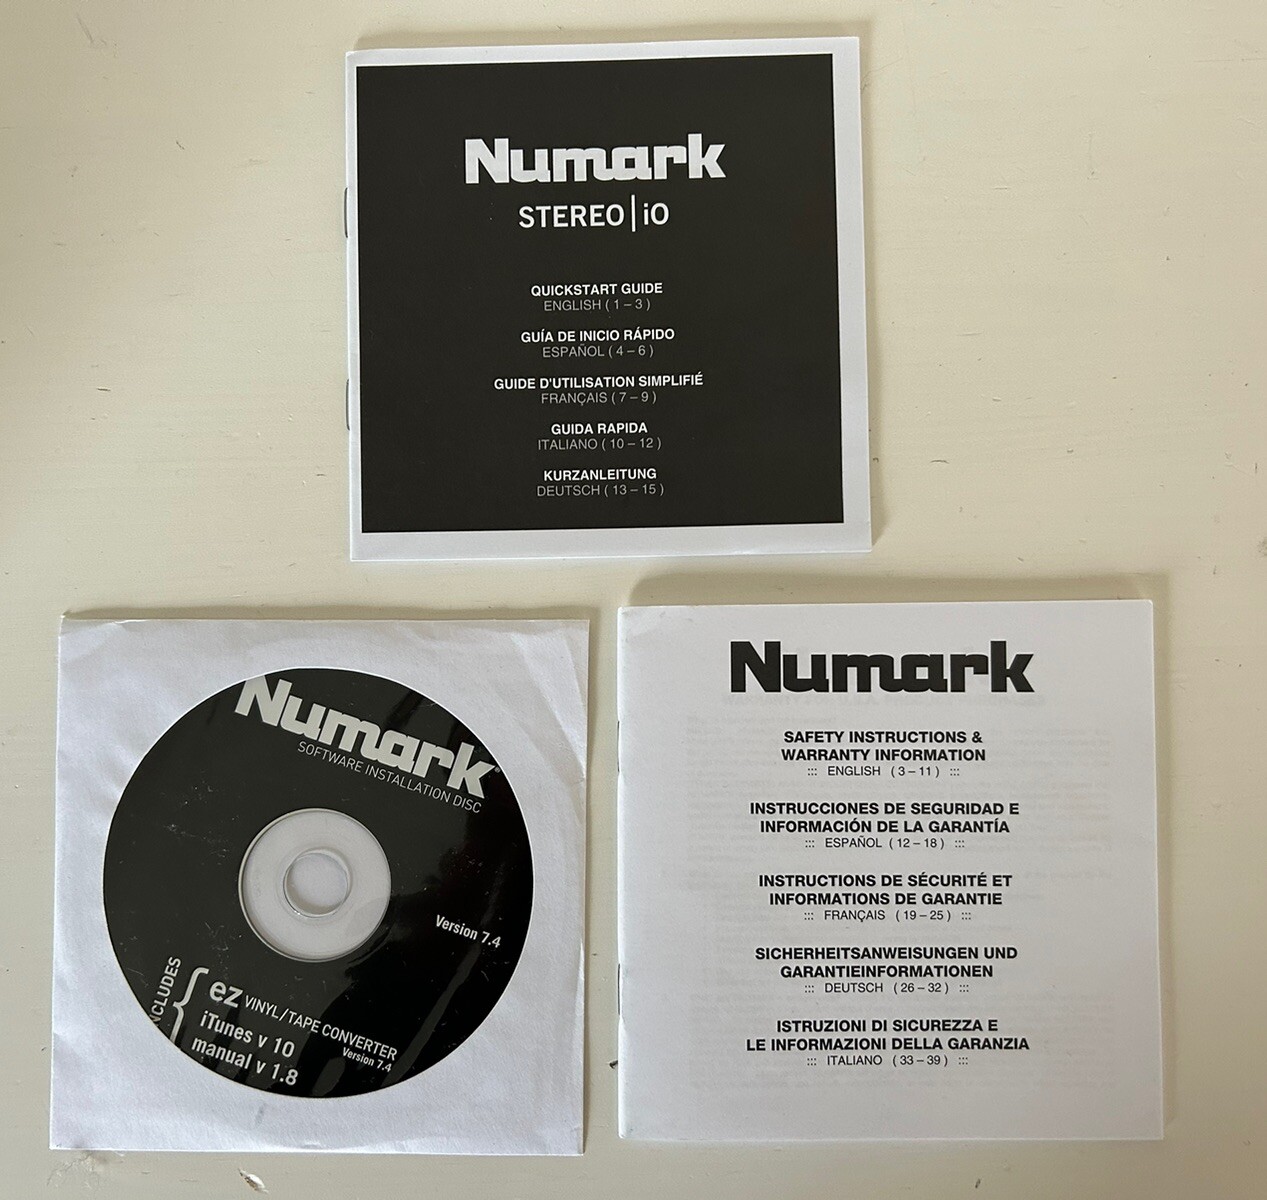 Numark
STEREO|iO
QUICKSTART GUIDE
ENGLISH ( 1 – 3 )
GUÍA DE INICIO RÁPIDO
ESPAÑOL ( 4 – 6 )
GUIDE D'UTILISATION SIMPLIFIÉ
FRANÇAIS ( 7 – 9 )
GUIDA RAPIDA
ITALIANO ( 10 – 12 )
KURZANLEITUNG
DEUTSCH ( 13 – 15 )
Numark
SOFTWARE INSTALLATION DISC
Version 7.4
NCLUDES
ez VINYL/TAPE CONVERTER
Version 7.4
iTunes v 10
manual v 1.8
Numark
SAFETY INSTRUCTIONS &
WARRANTY INFORMATION
::: ENGLISH ( 3 – 11 ) :::
INSTRUCCIONES DE SEGURIDAD E
INFORMACIÓN DE LA GARANTÍA
::: ESPAÑOL ( 12 – 18 ) :::
INSTRUCTIONS DE SÉCURITÉ ET
INFORMATIONS DE GARANTIE
::: FRANÇAIS ( 19 – 25 ) :::
SICHERHEITSANWEISUNGEN UND
GARANTIEINFORMATIONEN
::: DEUTSCH ( 26 – 32 ) :::
ISTRUZIONI DI SICUREZZA E
LE INFORMAZIONI DELLA GARANZIA
::: ITALIANO ( 33 – 39 ) :::